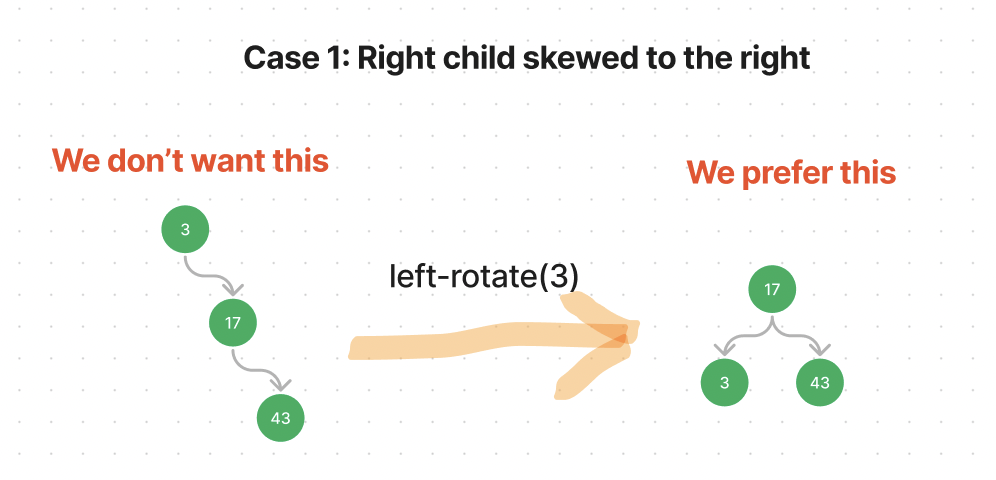 Case 1: Right child skewed to the right
We don't want this
We prefer this
3
17
43
left-rotate(3)
17
3
43